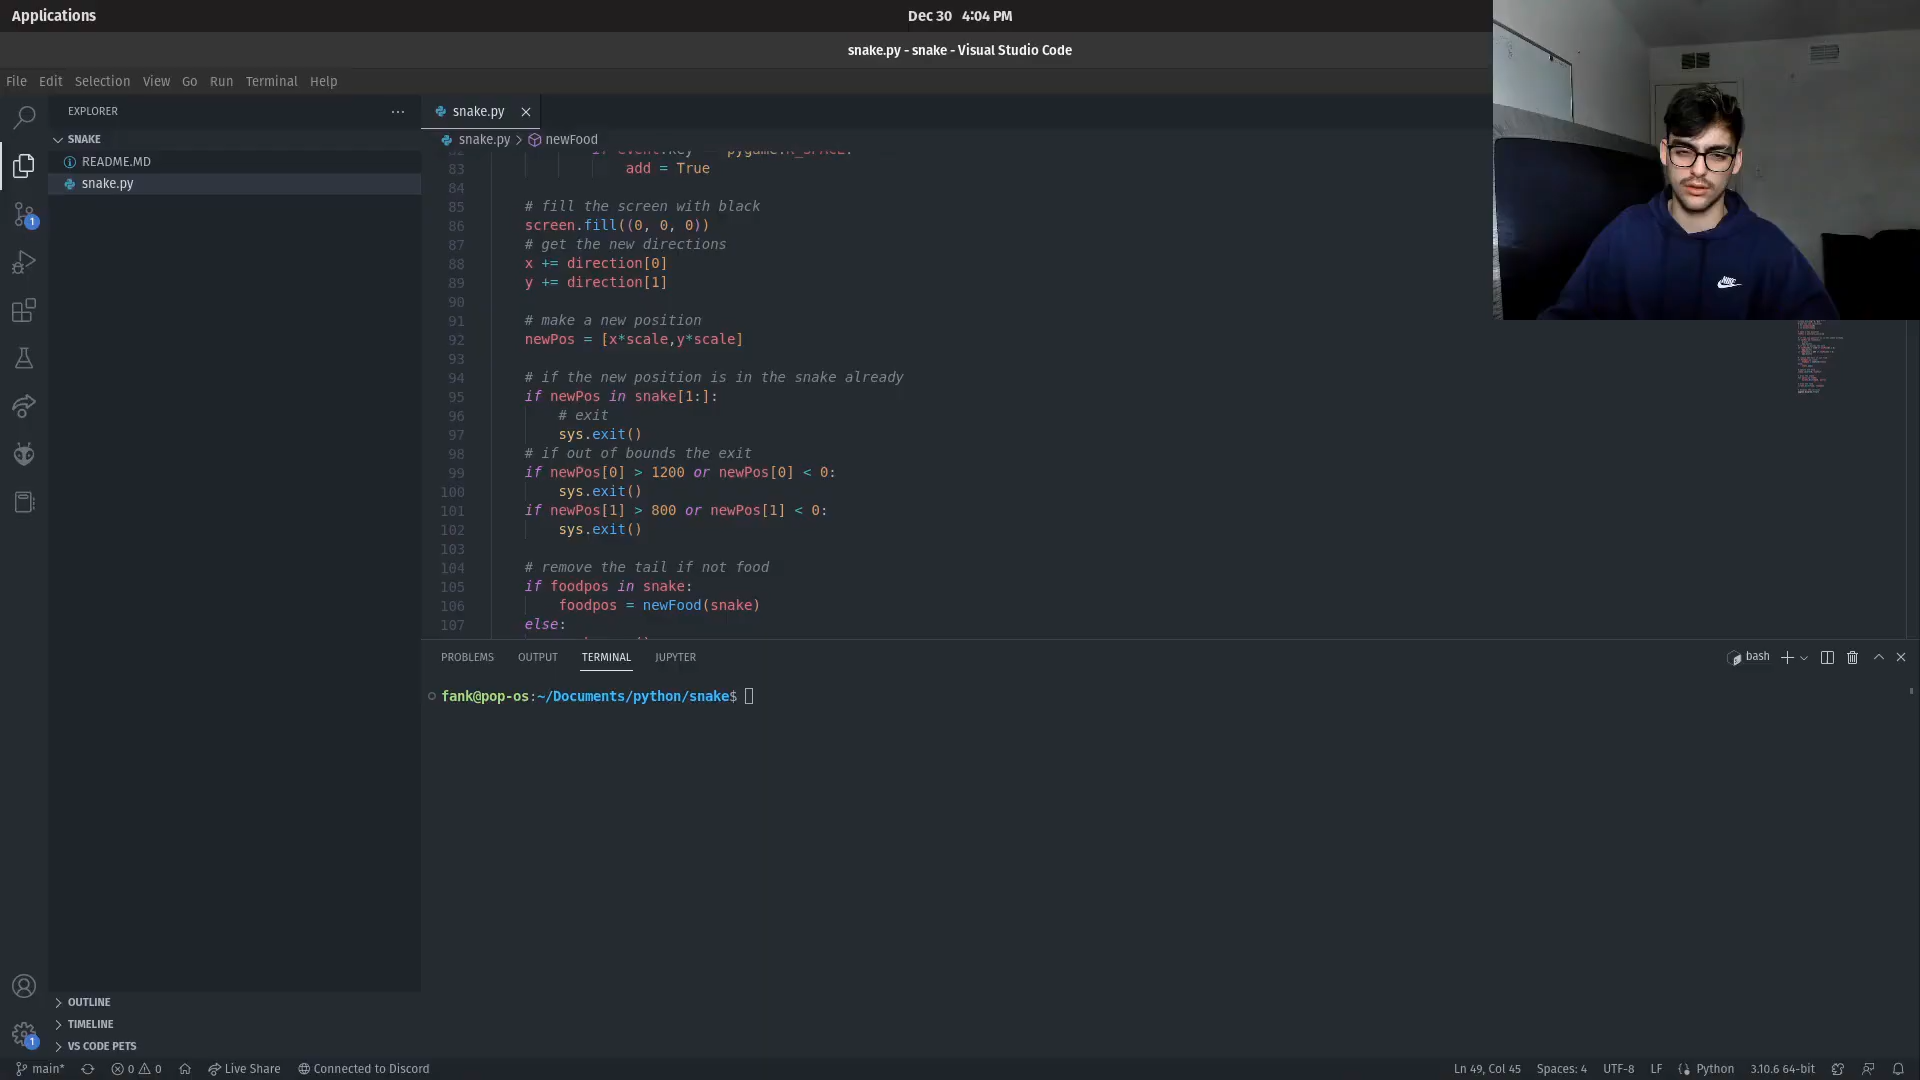 Applications
Dec 30 4:04 PM
snake.py - snake - Visual Studio Code
File Edit Selection View Go Run Terminal Help
EXPLORER
SNAKE
README.MD
snake.py
1
snake.py
snake.py > newFood
83 add = True
84
85 # fill the screen with black
86 screen.fill((0, 0, 0))
87 # get the new directions
88 x += direction[0]
89 y += direction[1]
90
91 # make a new position
92 newPos = [x*scale,y*scale]
93
94 # if the new position is in the snake already
95 if newPos in snake[1:]:
96 # exit
97 sys.exit()
98 # if out of bounds the exit
99 if newPos[0] > 1200 or newPos[0] < 0:
100 sys.exit()
101 if newPos[1] > 800 or newPos[1] < 0:
102 sys.exit()
103
104 # remove the tail if not food
105 if foodpos in snake:
106 foodpos = newFood(snake)
107 else:
PROBLEMS OUTPUT TERMINAL JUPYTER
bash
fank@pop-os:~/Documents/python/snake$
OUTLINE
TIMELINE
VS CODE PETS
1
main* 0 0 Live Share Connected to Discord
Ln 49, Col 45 Spaces: 4 UTF-8 LF Python 3.10.6 64-bit